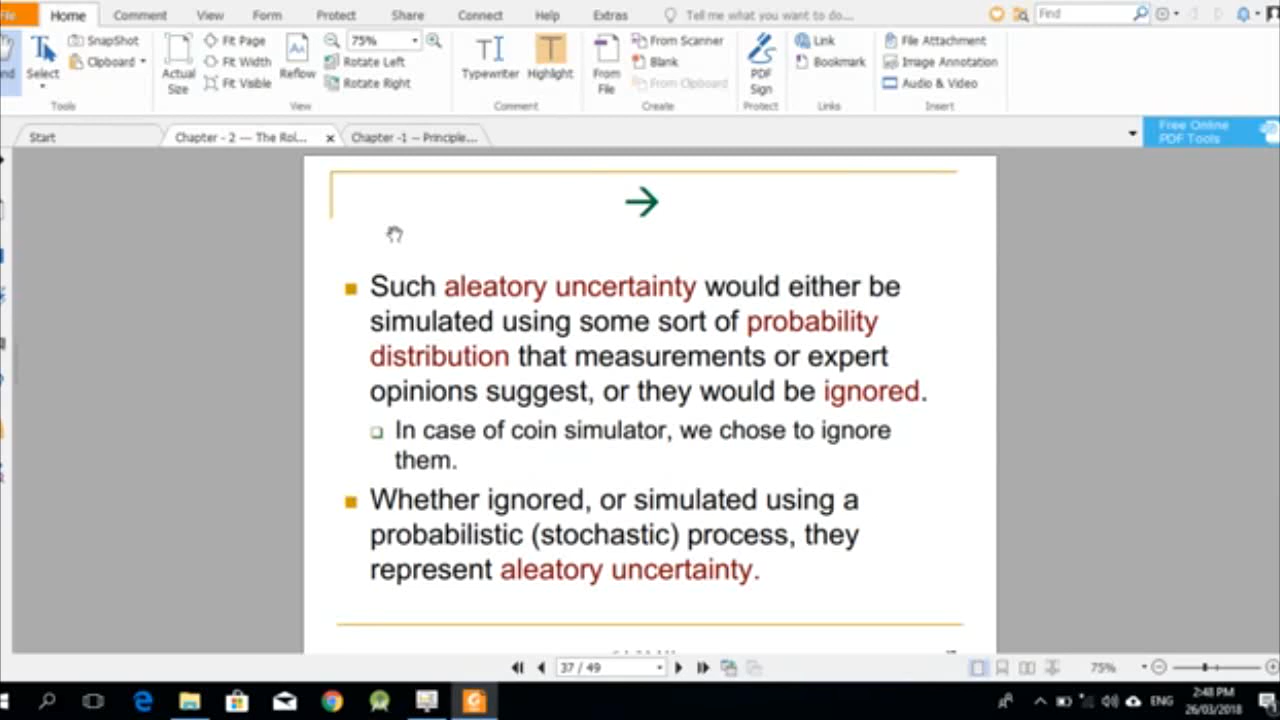 File Home Comment View Form Protect Share Connect Help Extras Tell me what you want to do... Find
SnapShot Fit Page 75% From Scanner Link File Attachment
Select Clipboard Actual Size Fit Width Reflow Rotate Left Typewriter Highlight From File Blank PDF Sign Bookmark Image Annotation
Fit Visible Rotate Right From Clipboard Audio & Video
Tools View Comment Create Protect Links Insert
Start Chapter - 2 --- The Rol... x Chapter -1 -- Principle... Free Online
PDF Tools
Such aleatory uncertainty would either be
simulated using some sort of probability
distribution that measurements or expert
opinions suggest, or they would be ignored.
In case of coin simulator, we chose to ignore
them.
Whether ignored, or simulated using a
probabilistic (stochastic) process, they
represent aleatory uncertainty.
37 / 49 75%
2:48 PM
ENG
26/03/2018